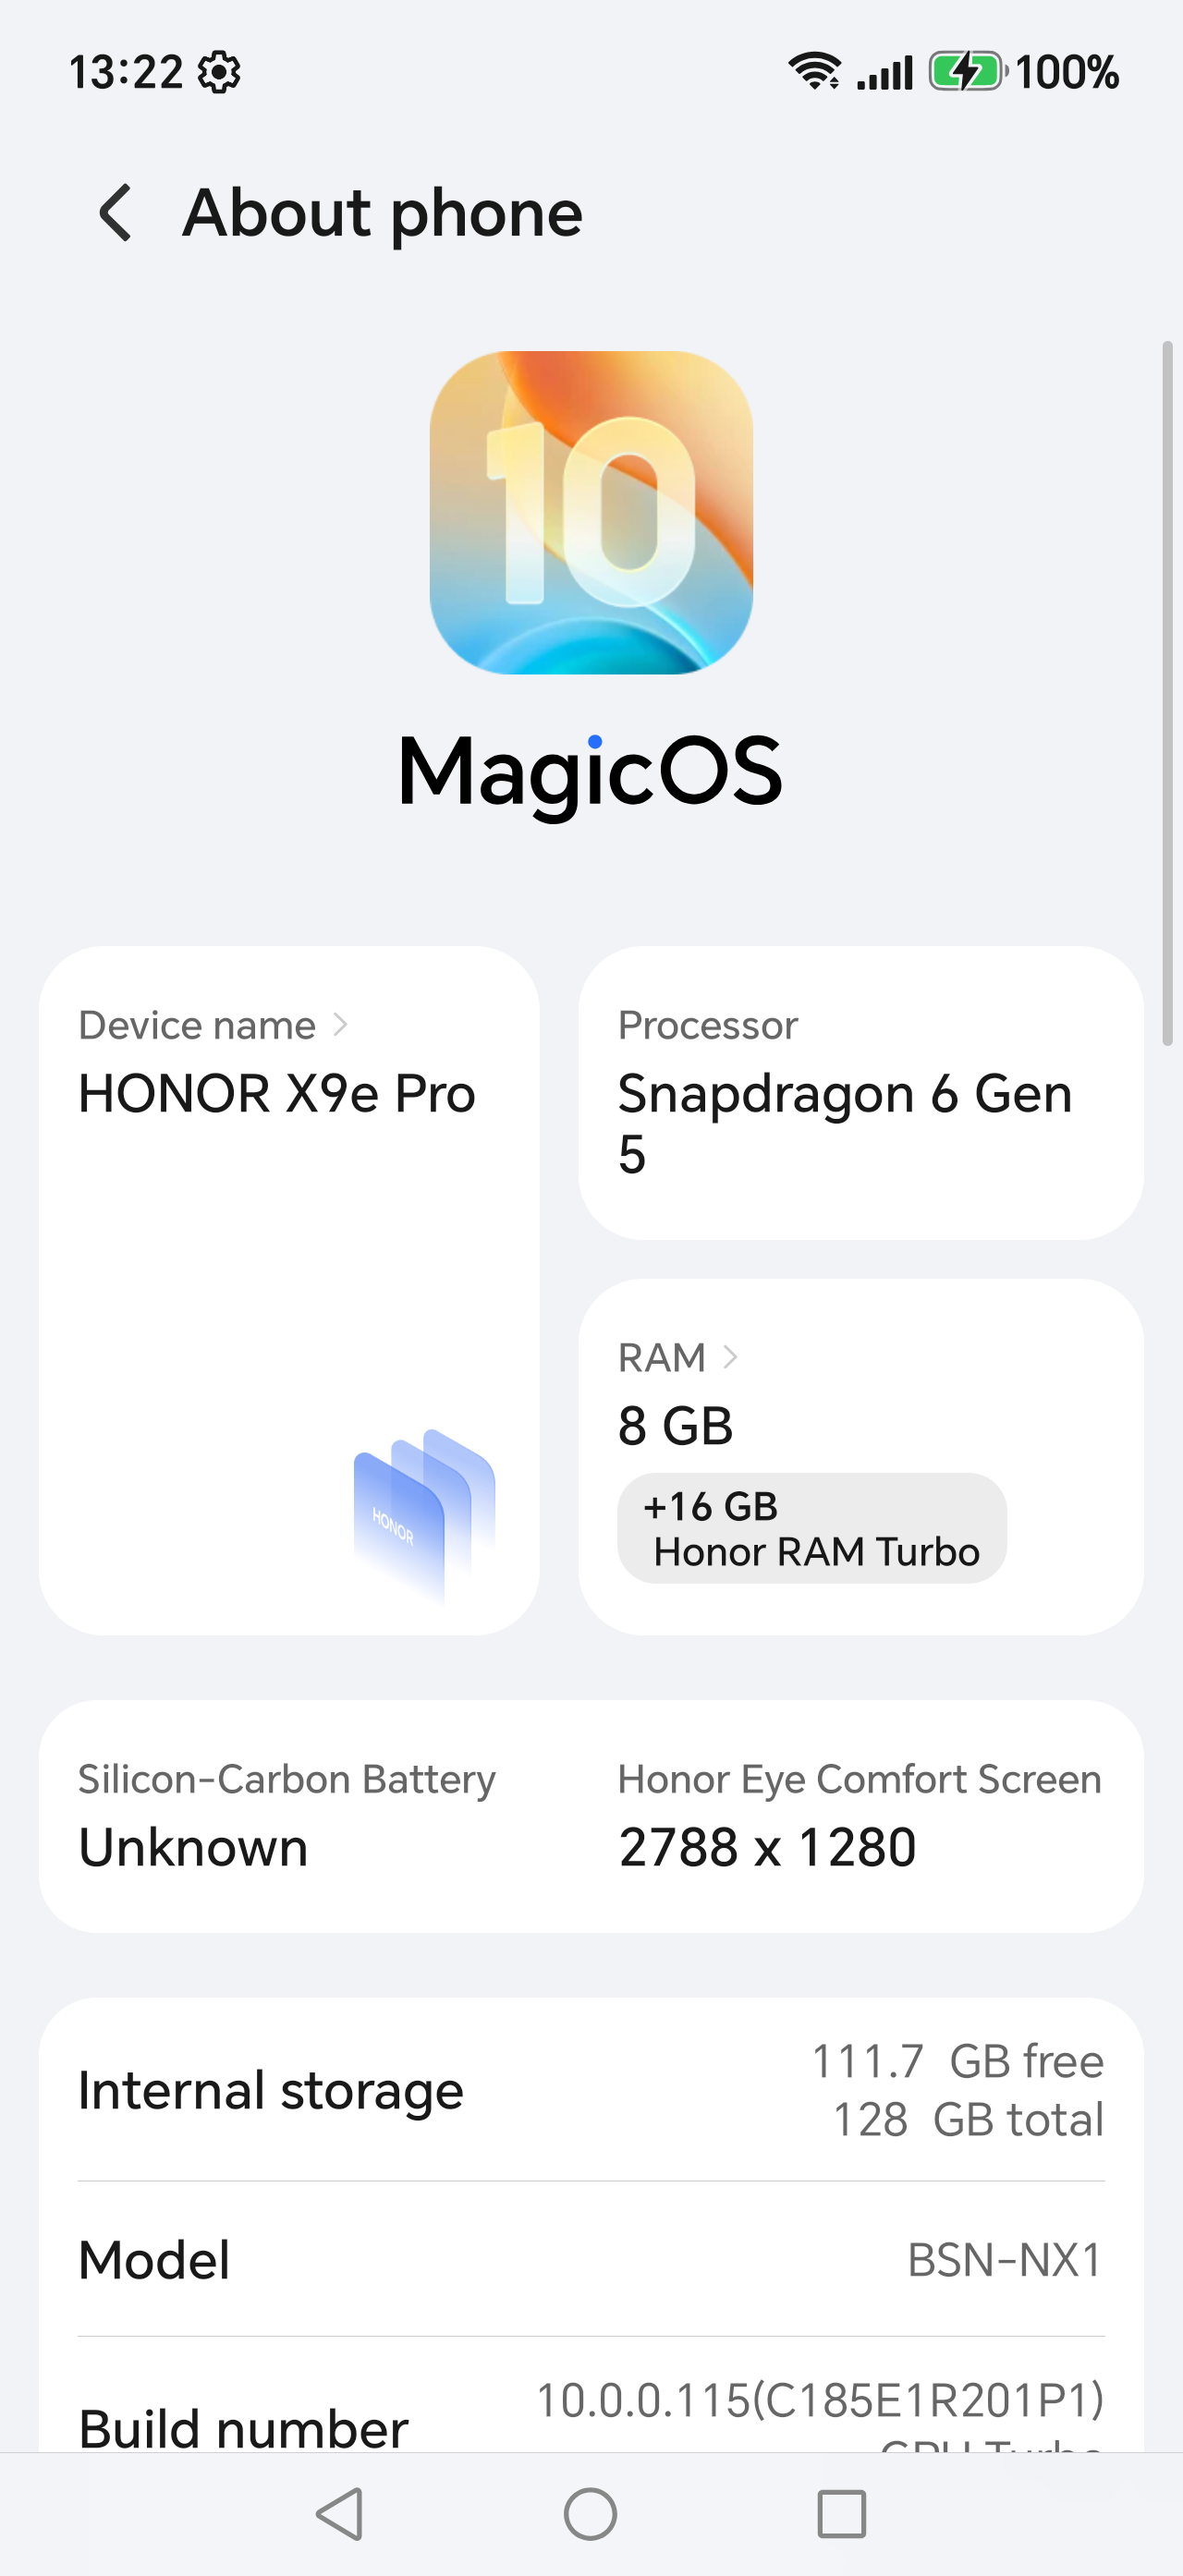 13:22
100%
About phone
10
MagicOS
Device name
HONOR X9e Pro
Processor
Snapdragon 6 Gen
5
RAM
8 GB
+16 GB
Honor RAM Turbo
HONOR
Silicon-Carbon Battery
Unknown
Honor Eye Comfort Screen
2788 x 1280
Internal storage
111.7 GB free
128 GB total
Model
BSN-NX1
Build number
10.0.0.115(C185E1R201P1)